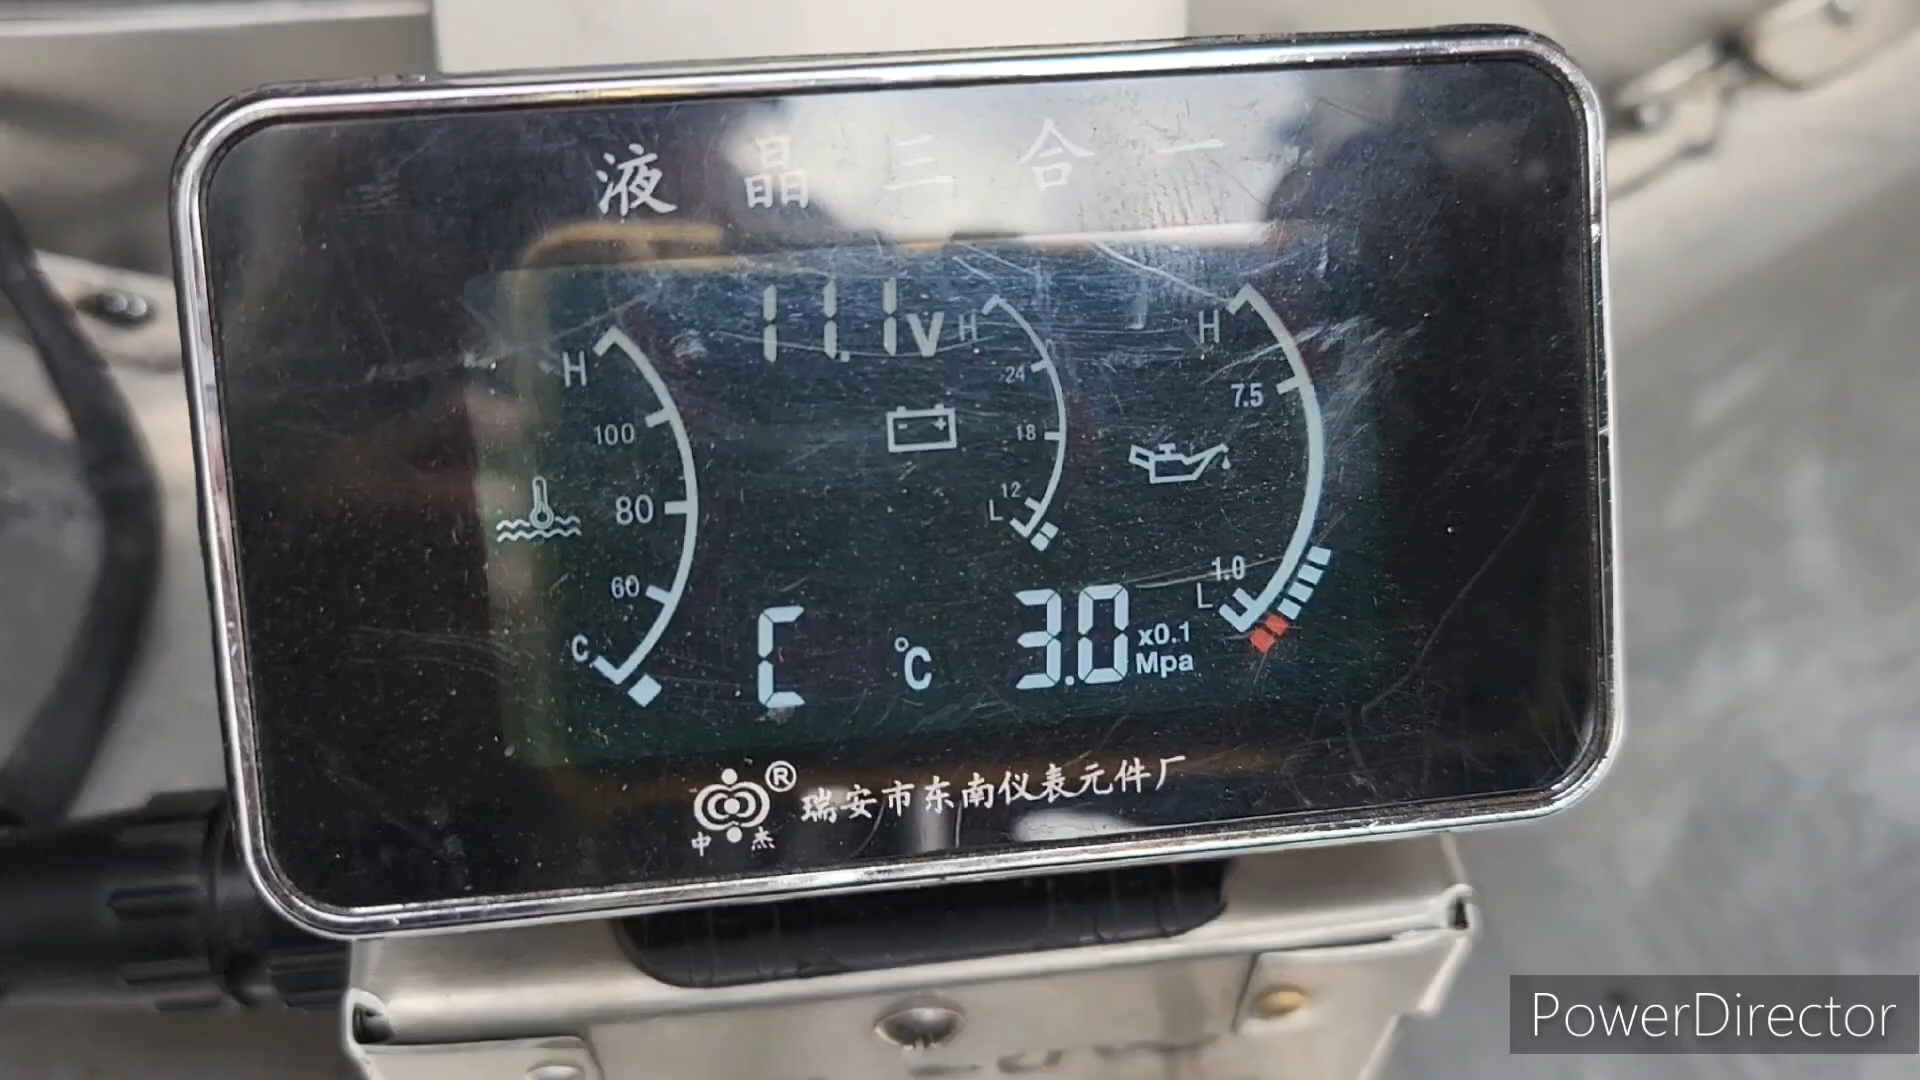 液晶三合一
11.1V
H
100
80
60
C
H
24
18
12
L
H
7.5
1.0
L
C
°C
3.0
x0.1
Mpa
®
瑞安市东南仪表元件厂
中杰
PowerDirector